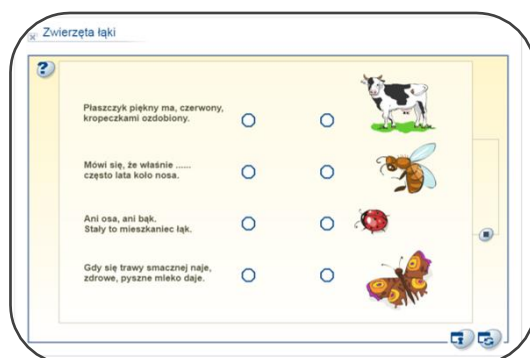 Zwierzęta łąki
?
Płaszczyk piękny ma, czerwony,
kropeczkami ozdobiony.
Mówi się, że właśnie ......
często lata koło nosa.
Ani osa, ani bąk.
Stały to mieszkaniec łąk.
Gdy się trawy smacznej naje,
zdrowe, pyszne mleko daje.